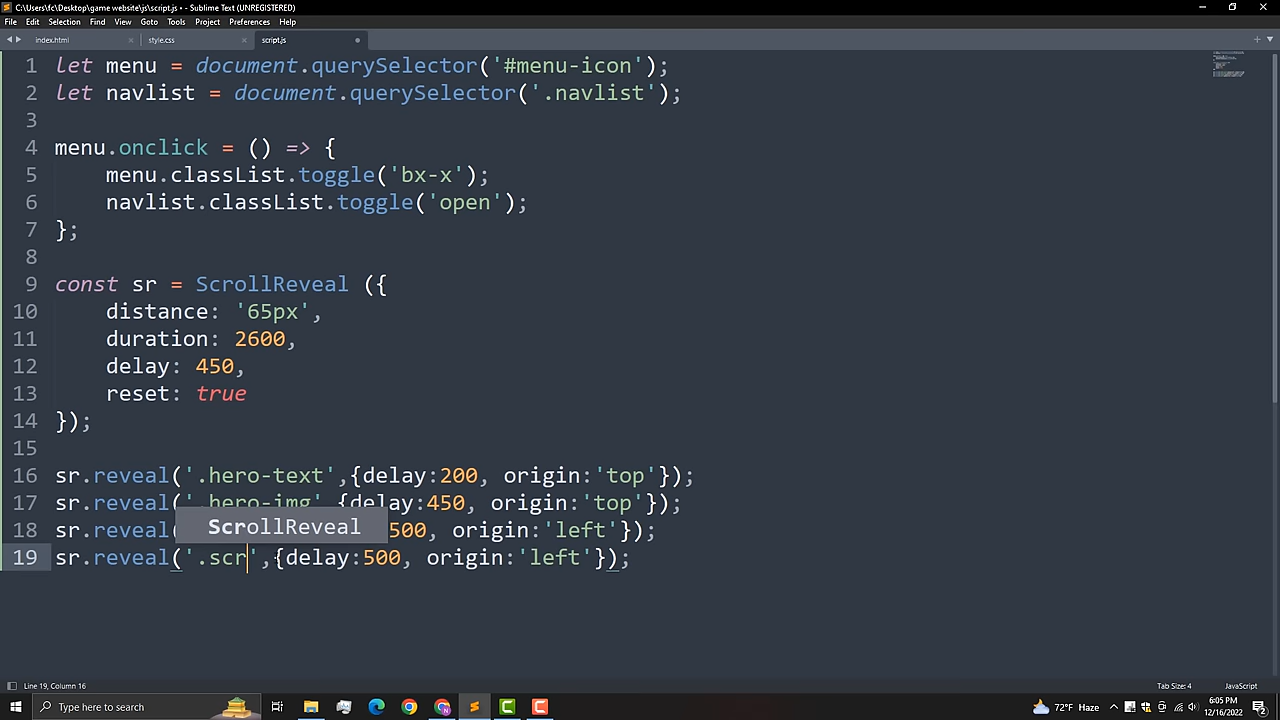 C:\Users\fc\Desktop\game website\js\script.js • - Sublime Text (UNREGISTERED)
File Edit Selection Find View Goto Tools Project Preferences Help
index.html style.css script.js
1 let menu = document.querySelector('#menu-icon');
2 let navlist = document.querySelector('.navlist');
3
4 menu.onclick = () => {
5 menu.classList.toggle('bx-x');
6 navlist.classList.toggle('open');
7 };
8
9 const sr = ScrollReveal ({
10 distance: '65px',
11 duration: 2600,
12 delay: 450,
13 reset: true
14 });
15
16 sr.reveal('.hero-text',{delay:200, origin:'top'});
17 sr.reveal('.hero-img',{delay:450, origin:'top'});
ScrollReveal
18 sr.reveal( 500, origin:'left'});
19 sr.reveal('.scr',{delay:500, origin:'left'});
Line 19, Column 16 Tab Size: 4 JavaScript
Type here to search 72°F Haze 6:05 PM
12/16/2022
2